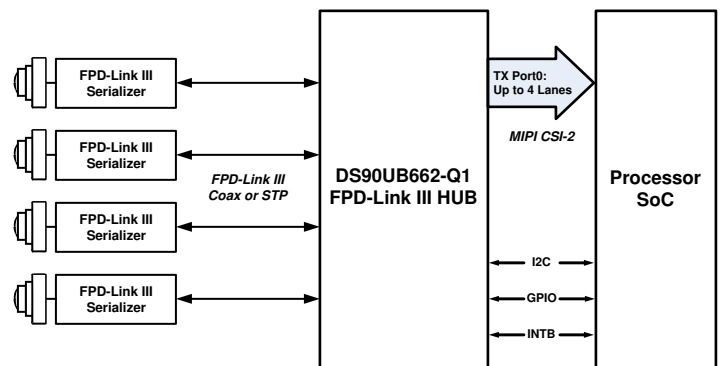 FPD-Link III
Serializer
FPD-Link III
Serializer
FPD-Link III
Serializer
FPD-Link III
Serializer
FPD-Link III
Coax or STP
DS90UB662-Q1
FPD-Link III HUB
TX Port0:
Up to 4 Lanes
MIPI CSI-2
I2C
GPIO
INTB
Processor
SoC